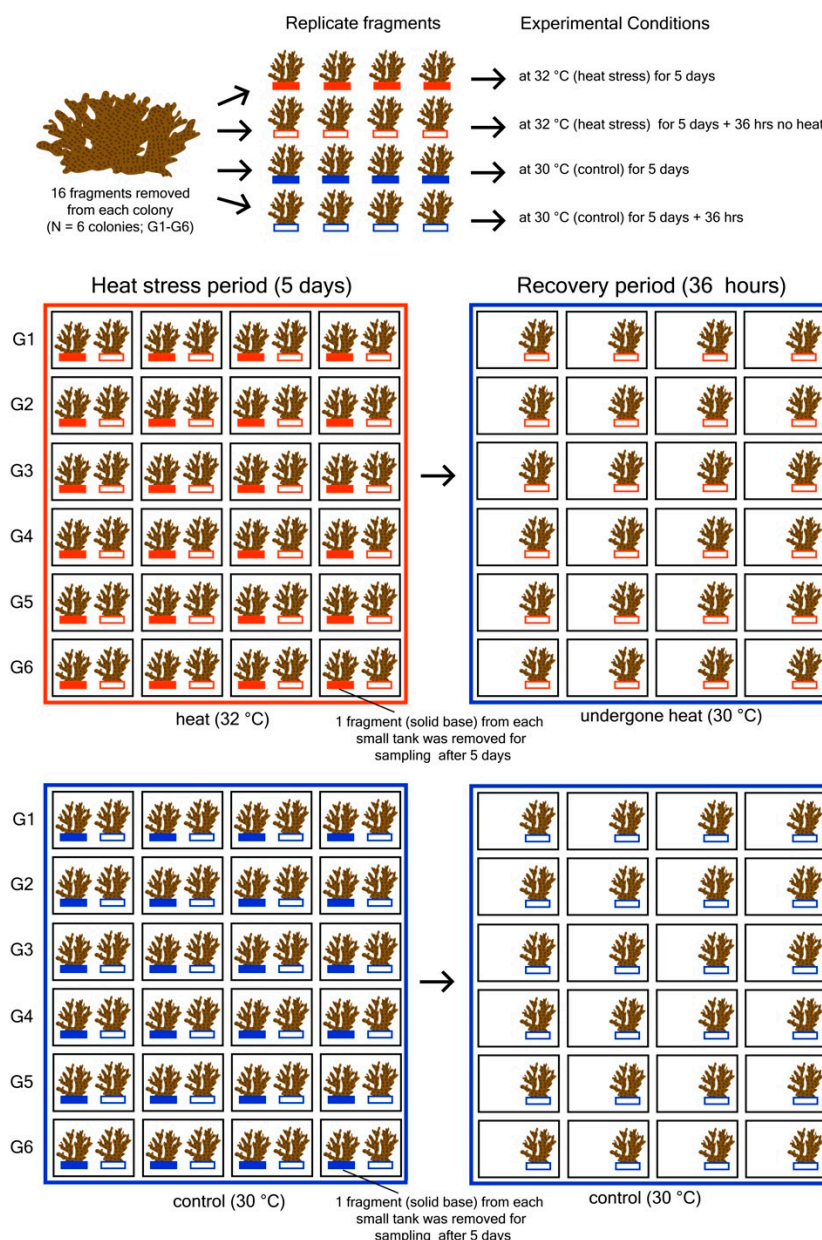 Replicate fragments
Experimental Conditions
at 32 °C (heat stress) for 5 days
at 32 °C (heat stress) for 5 days + 36 hrs no heat
at 30 °C (control) for 5 days
at 30 °C (control) for 5 days + 36 hrs
16 fragments removed
from each colony
(N = 6 colonies; G1-G6)
Heat stress period (5 days)
Recovery period (36 hours)
G1
G2
G3
G4
G5
G6
heat (32 °C)
undergone heat (30 °C)
1 fragment (solid base) from each
small tank was removed for
sampling after 5 days
G1
G2
G3
G4
G5
G6
control (30 °C)
control (30 °C)
1 fragment (solid base) from each
small tank was removed for
sampling after 5 days